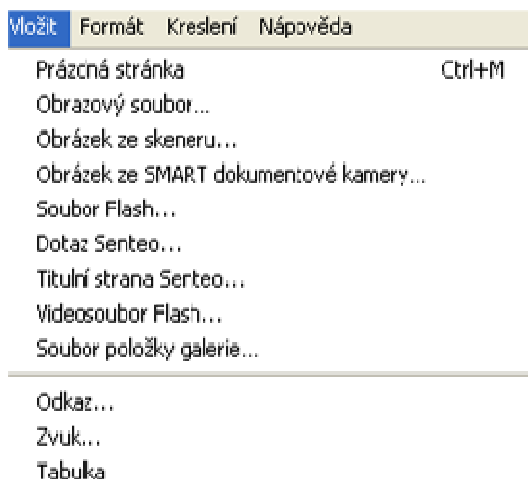 Vložit Formát Kreslení Nápověda
Prázdná stránka Ctrl+M
Obrazový soubor...
Obrázek ze skeneru...
Obrázek ze SMART dokumentové kamery...
Soubor Flash...
Dotaz Senteo...
Titulní strana Senteo...
Videosoubor Flash...
Soubor položky galerie...
Odkaz...
Zvuk...
Tabulka